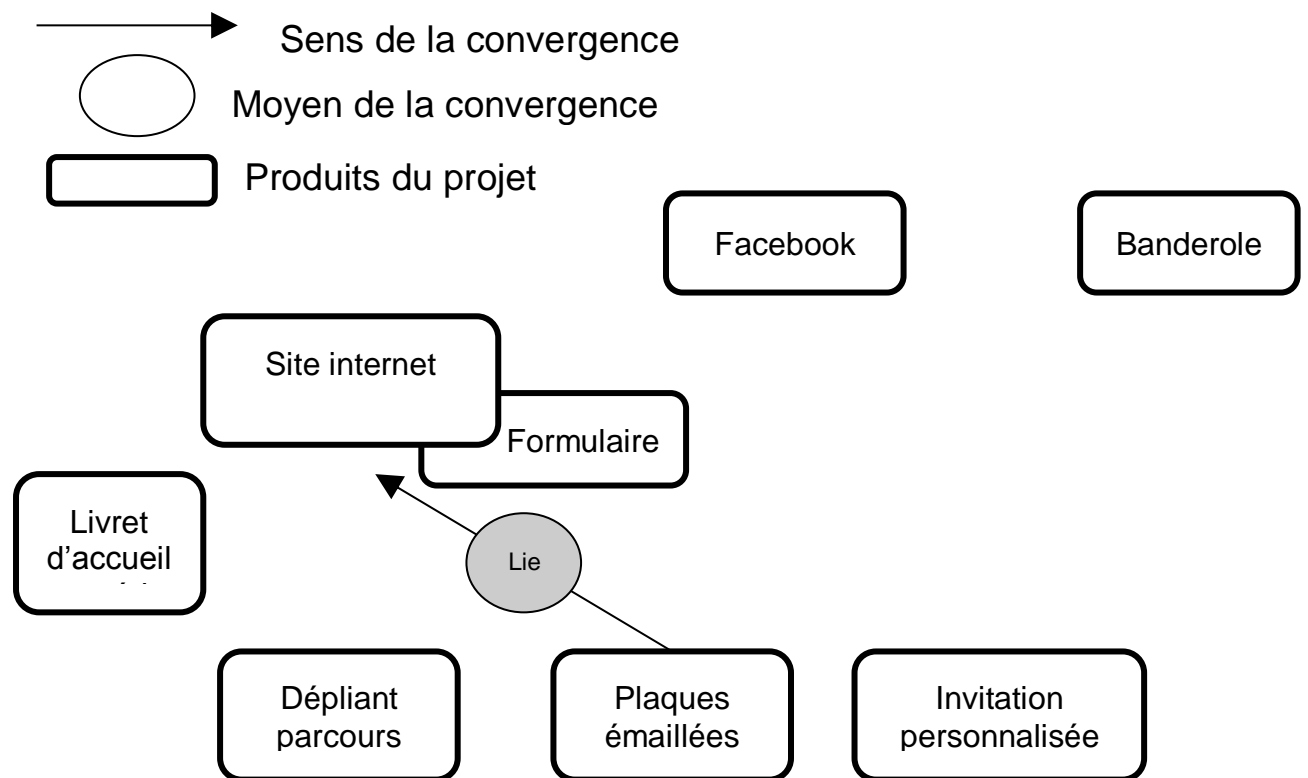 Sens de la convergence
Moyen de la convergence
Produits du projet
Facebook
Banderole
Site internet
Formulaire
Livret
d'accueil
Lie
Dépliant
parcours
Plaques
émaillées
Invitation
personnalisée